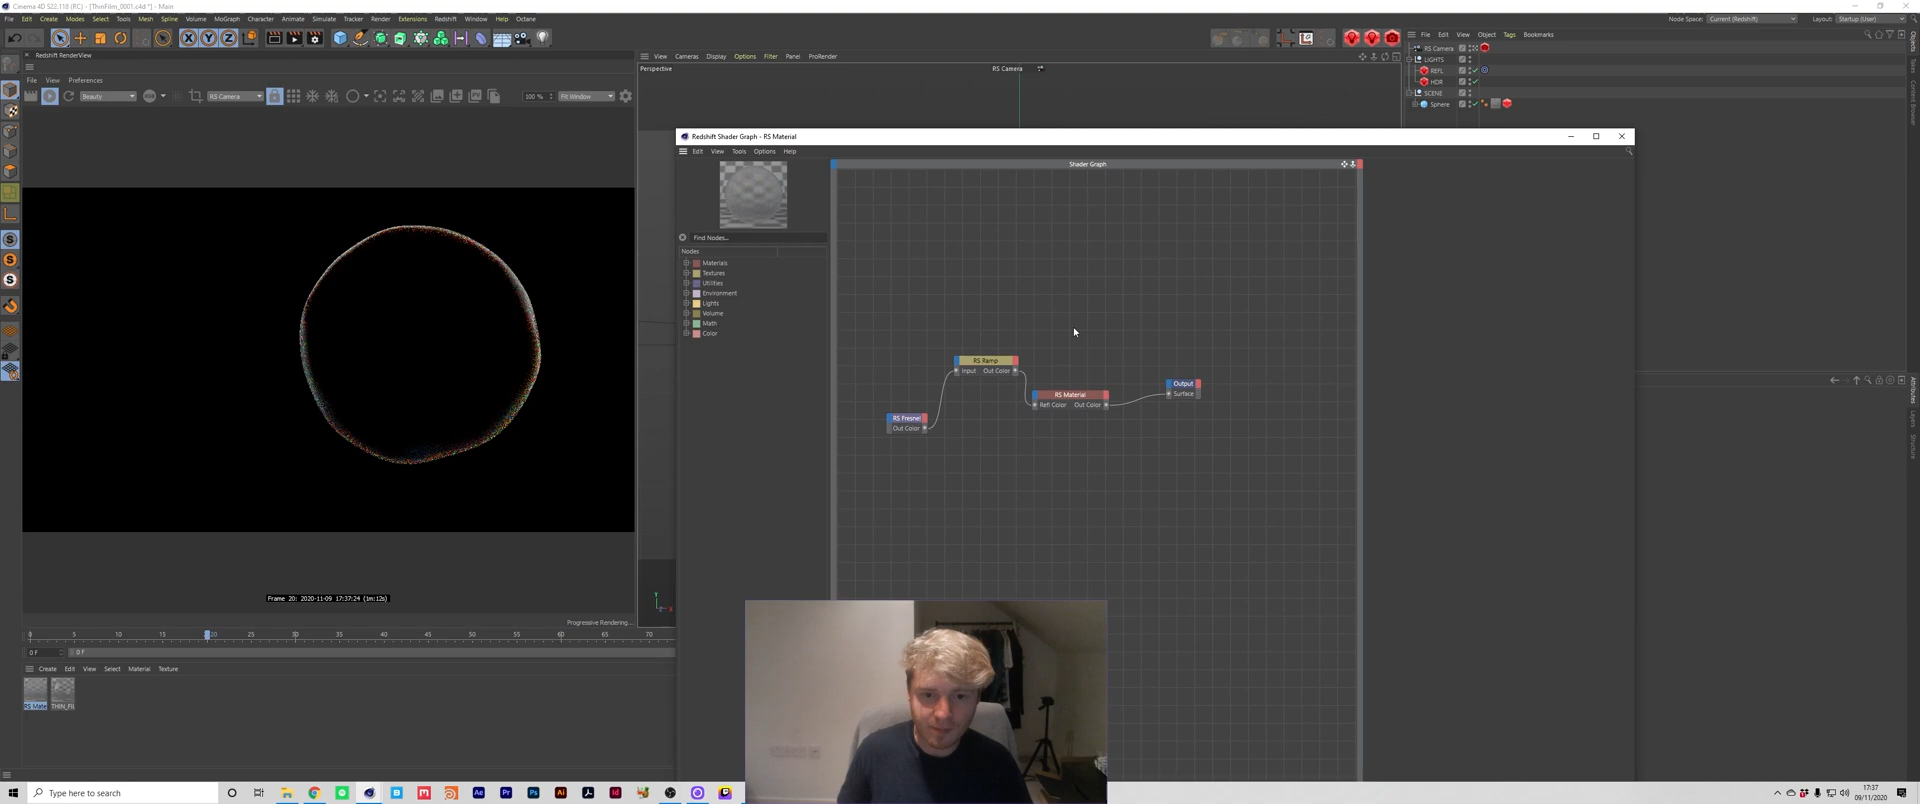 Cinema 4D S22.118 (RC) - [ThinFilm_0001.c4d *] - Main
File Edit Create Modes Select Tools Mesh Spline Volume MoGraph Character Animate Simulate Tracker Render Extensions Redshift Window Help Octane
Node Space: Current (Redshift) Layout: Startup (User)
Redshift RenderView
View Cameras Display Options Filter Panel ProRender
File Edit View Object Tags Bookmarks
Perspective
RS Camera
RS Camera
LIGHTS
REFL
HDR
SCENE
Sphere
File View Preferences
Beauty
RS Camera
100 %
Fit Window
Redshift Shader Graph - RS Material
Edit View Tools Options Help
Shader Graph
Find Nodes...
Nodes
Materials
Textures
Utilities
Environment
Lights
Volume
Math
Color
RS Ramp
Input Out Color
RS Material
Refl Color Out Color
Output
Surface
RS Fresnel
Out Color
Objects
Takes
Content Browser
Attributes
Layers
Structure
Frame 20: 2020-11-09 17:37:24 (1m:12s)
Progressive Rendering...
0 5 10 15 20 25 30 35 40 45 50 55 60 65 70
0 F
0 F
Create Edit View Select Material Texture
RS Mate
THIN_FIL
Y
X
Type here to search
17:37
09/11/2020